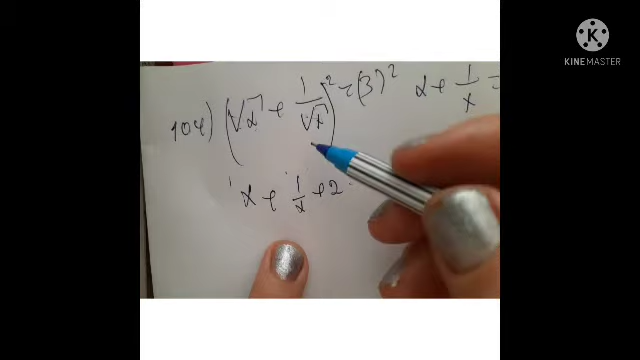 104) (√x + 1/√x)² = (3)² x + 1/x =
x + 1/x + 2
K
KINEMASTER